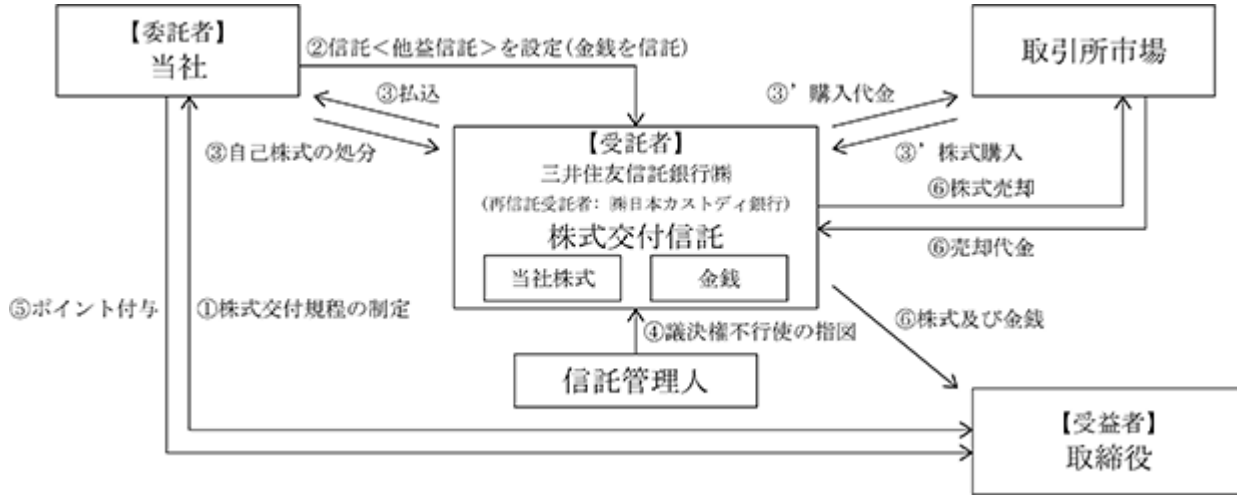 【委託者】
当社
②信託＜他益信託＞を設定(金銭を信託)
取引所市場
③払込
③’購入代金
③自己株式の処分
【受託者】
三井住友信託銀行㈱
(再信託受託者：㈱日本カストディ銀行)
株式交付信託
当社株式
金銭
③’株式購入
⑥株式売却
⑥売却代金
⑤ポイント付与
①株式交付規程の制定
④議決権不行使の指図
⑥株式及び金銭
信託管理人
【受益者】
取締役